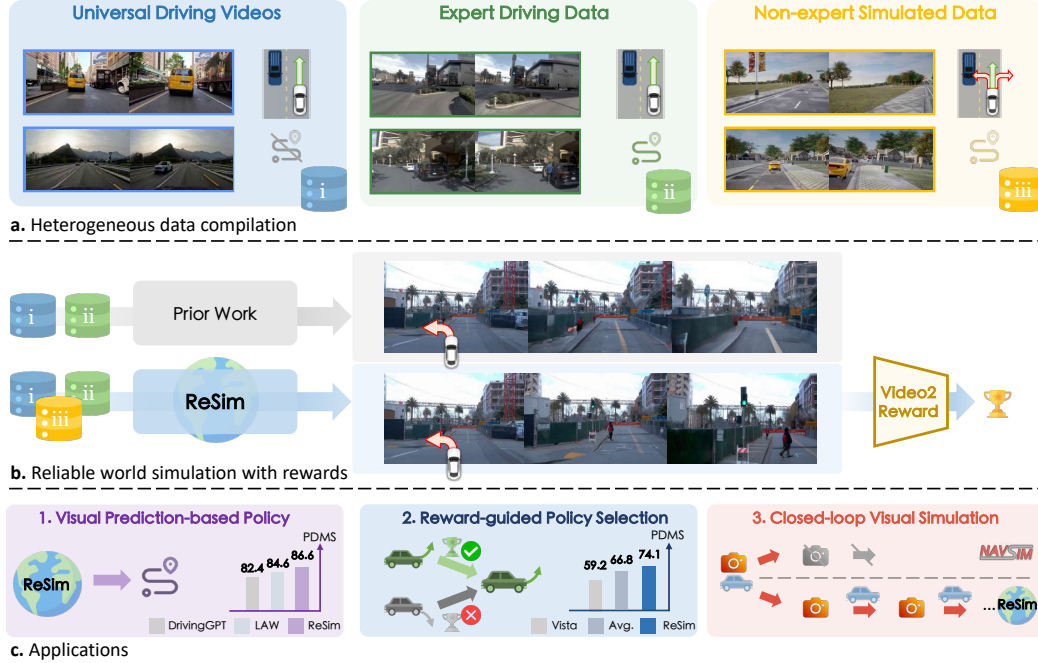 Universal Driving Videos
Expert Driving Data
Non-expert Simulated Data
i
ii
iii
a. Heterogeneous data compilation
i
ii
Prior Work
i
ii
iii
ReSim
Video2
Reward
b. Reliable world simulation with rewards
1. Visual Prediction-based Policy
ReSim
PDMS
82.4
84.6
86.6
DrivingGPT
LAW
ReSim
2. Reward-guided Policy Selection
PDMS
59.2
66.8
74.1
Vista
Avg.
ReSim
3. Closed-loop Visual Simulation
NAVSIM
...ReSim
c. Applications